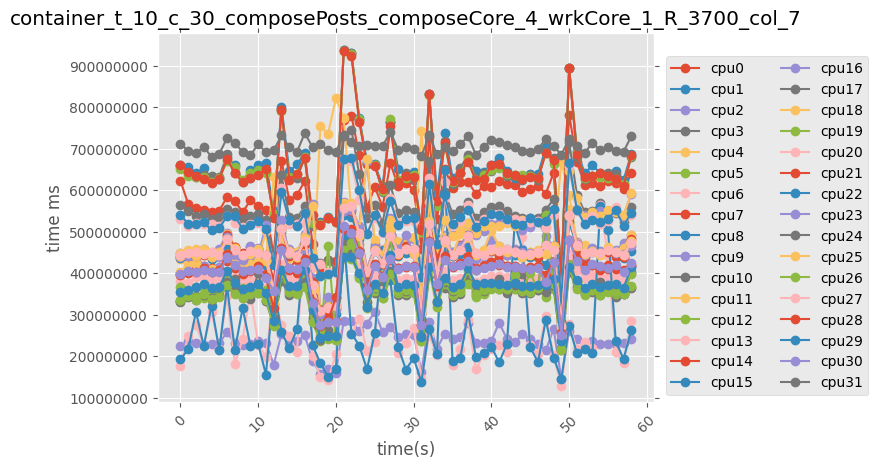 container_t_10_c_30_composePosts_composeCore_4_wrkCore_1_R_3700_col_7
time ms
900000000
800000000
700000000
600000000
500000000
400000000
300000000
200000000
100000000
0
10
20
30
40
50
60
time(s)
cpu0
cpu1
cpu2
cpu3
cpu4
cpu5
cpu6
cpu7
cpu8
cpu9
cpu10
cpu11
cpu12
cpu13
cpu14
cpu15
cpu16
cpu17
cpu18
cpu19
cpu20
cpu21
cpu22
cpu23
cpu24
cpu25
cpu26
cpu27
cpu28
cpu29
cpu30
cpu31